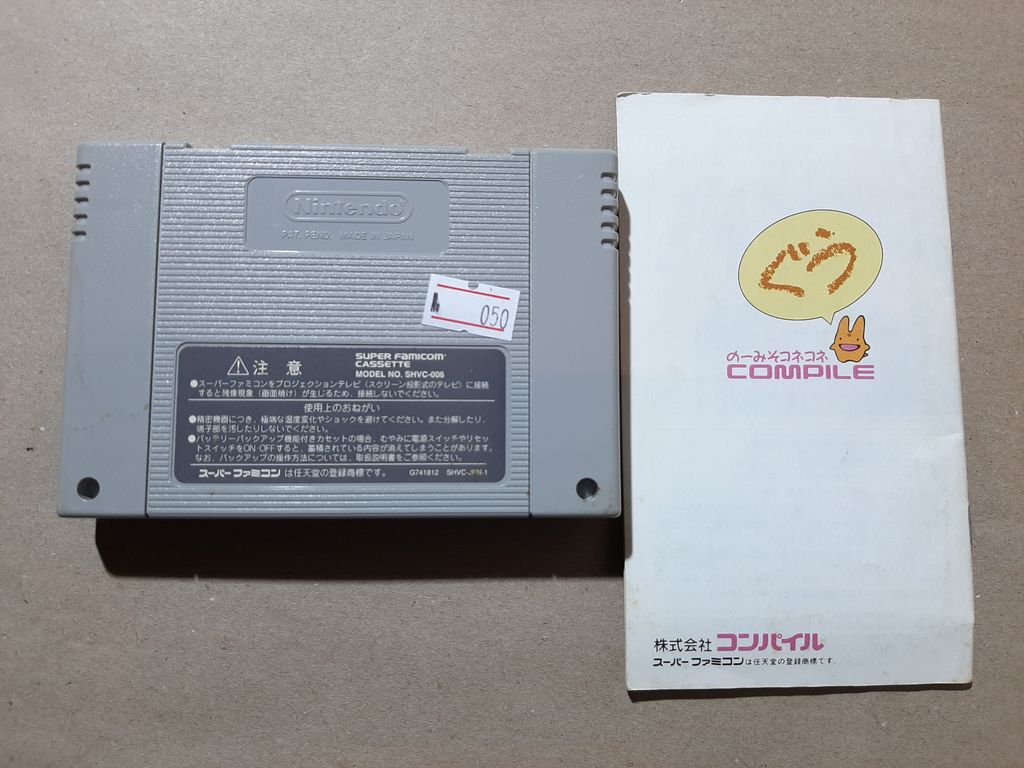 Nintendo
PAT. PEND. MADE IN JAPAN
050
注意
SUPER FAMICOM
CASSETTE
MODEL NO. SHVC-006
●スーパーファミコンをプロジェクションテレビ（スクリーン投影式のテレビ）に接続
すると残像現象（画面焼け）が生じるため、接続しないでください。
使用上のおねがい
●精密機器につき、極端な温度変化やショックを避けてください。また分解したり、
端子部を汚したりしないでください。
●バッテリーバックアップ機能付きカセットの場合、むやみに電源スイッチやリセッ
トスイッチをON・OFFすると、蓄積されている内容が消えてしまうことがあります。
なお、バックアップの操作方法については、取扱説明書をご参照ください。
スーパーファミコンは任天堂の登録商標です。 G741812 SHVC-JPN-1
ぐう
のーみそコネコネ
COMPILE
株式会社コンパイル
スーパーファミコンは任天堂の登録商標です。